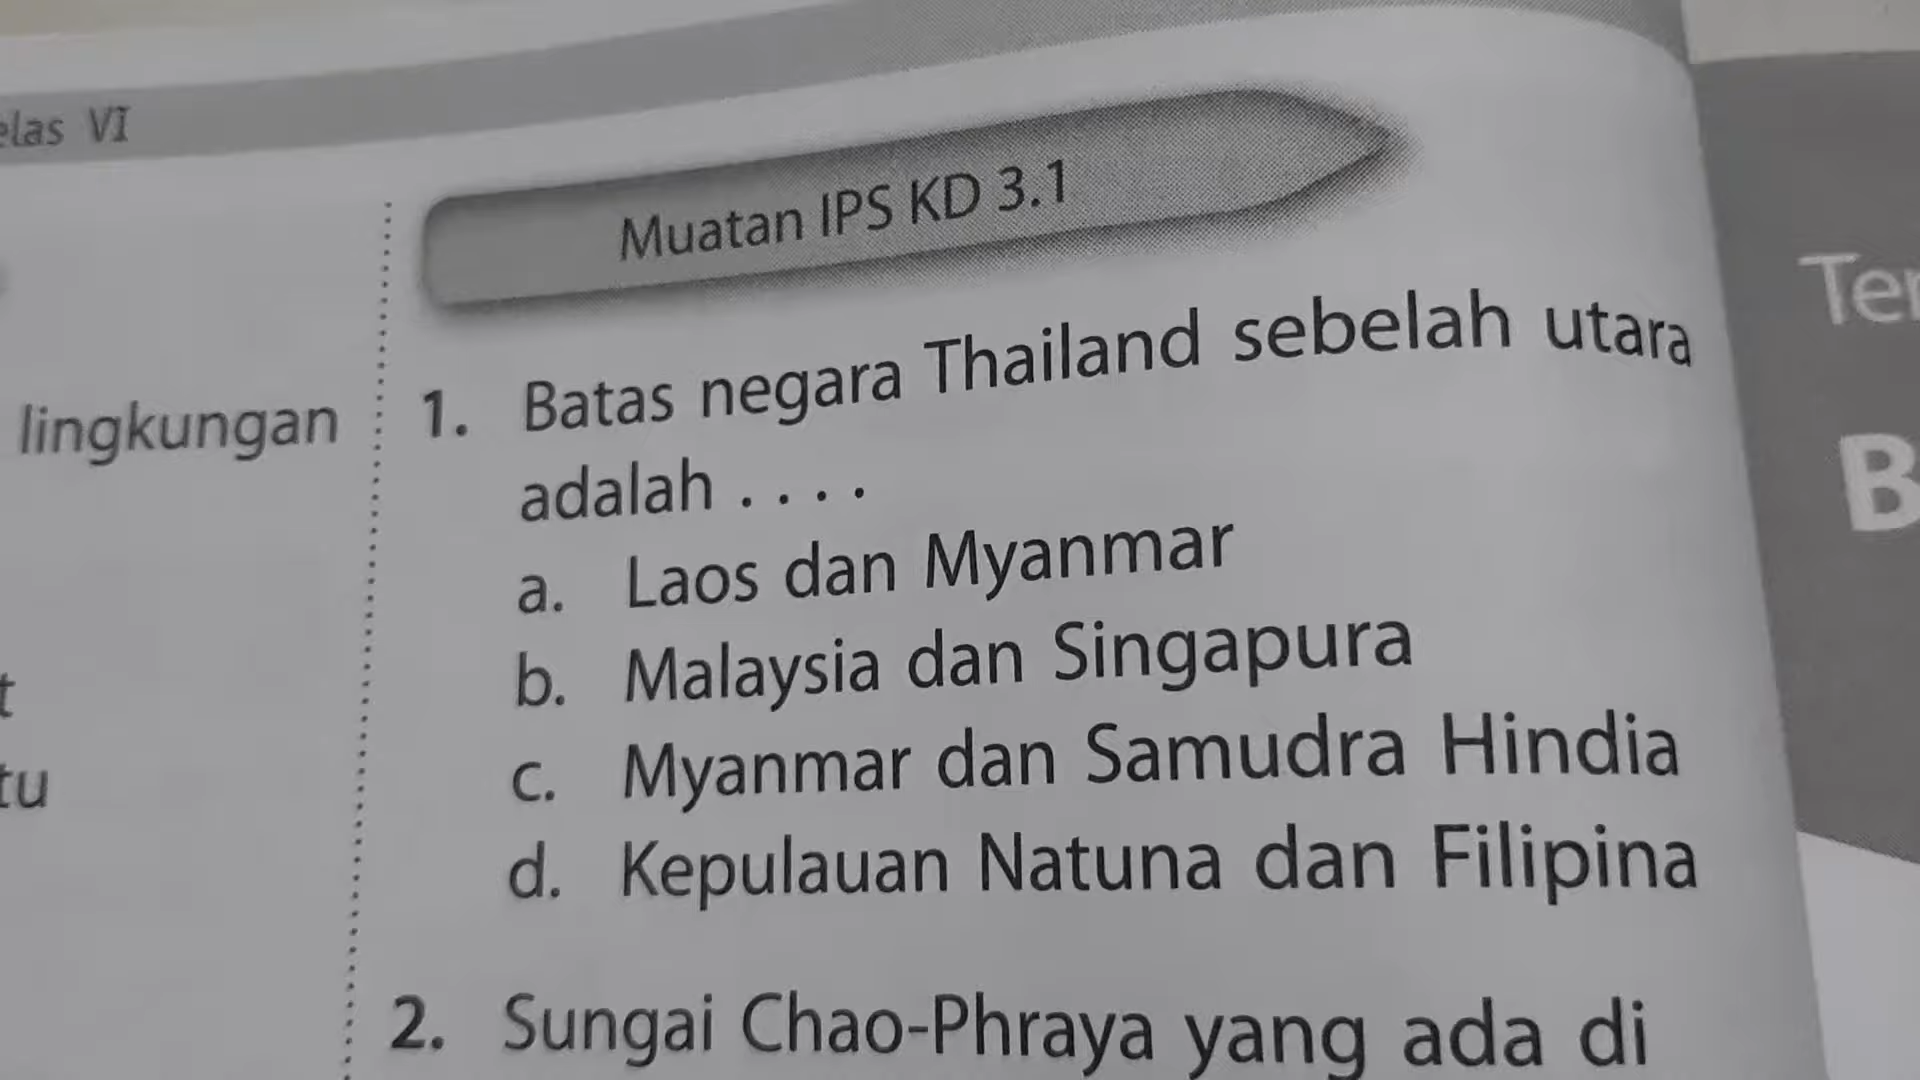 elas VI
lingkungan
t
tu
Muatan IPS KD 3.1
1. Batas negara Thailand sebelah utara
adalah . . . .
a. Laos dan Myanmar
b. Malaysia dan Singapura
c. Myanmar dan Samudra Hindia
d. Kepulauan Natuna dan Filipina
2. Sungai Chao-Phraya yang ada di
Ter
B